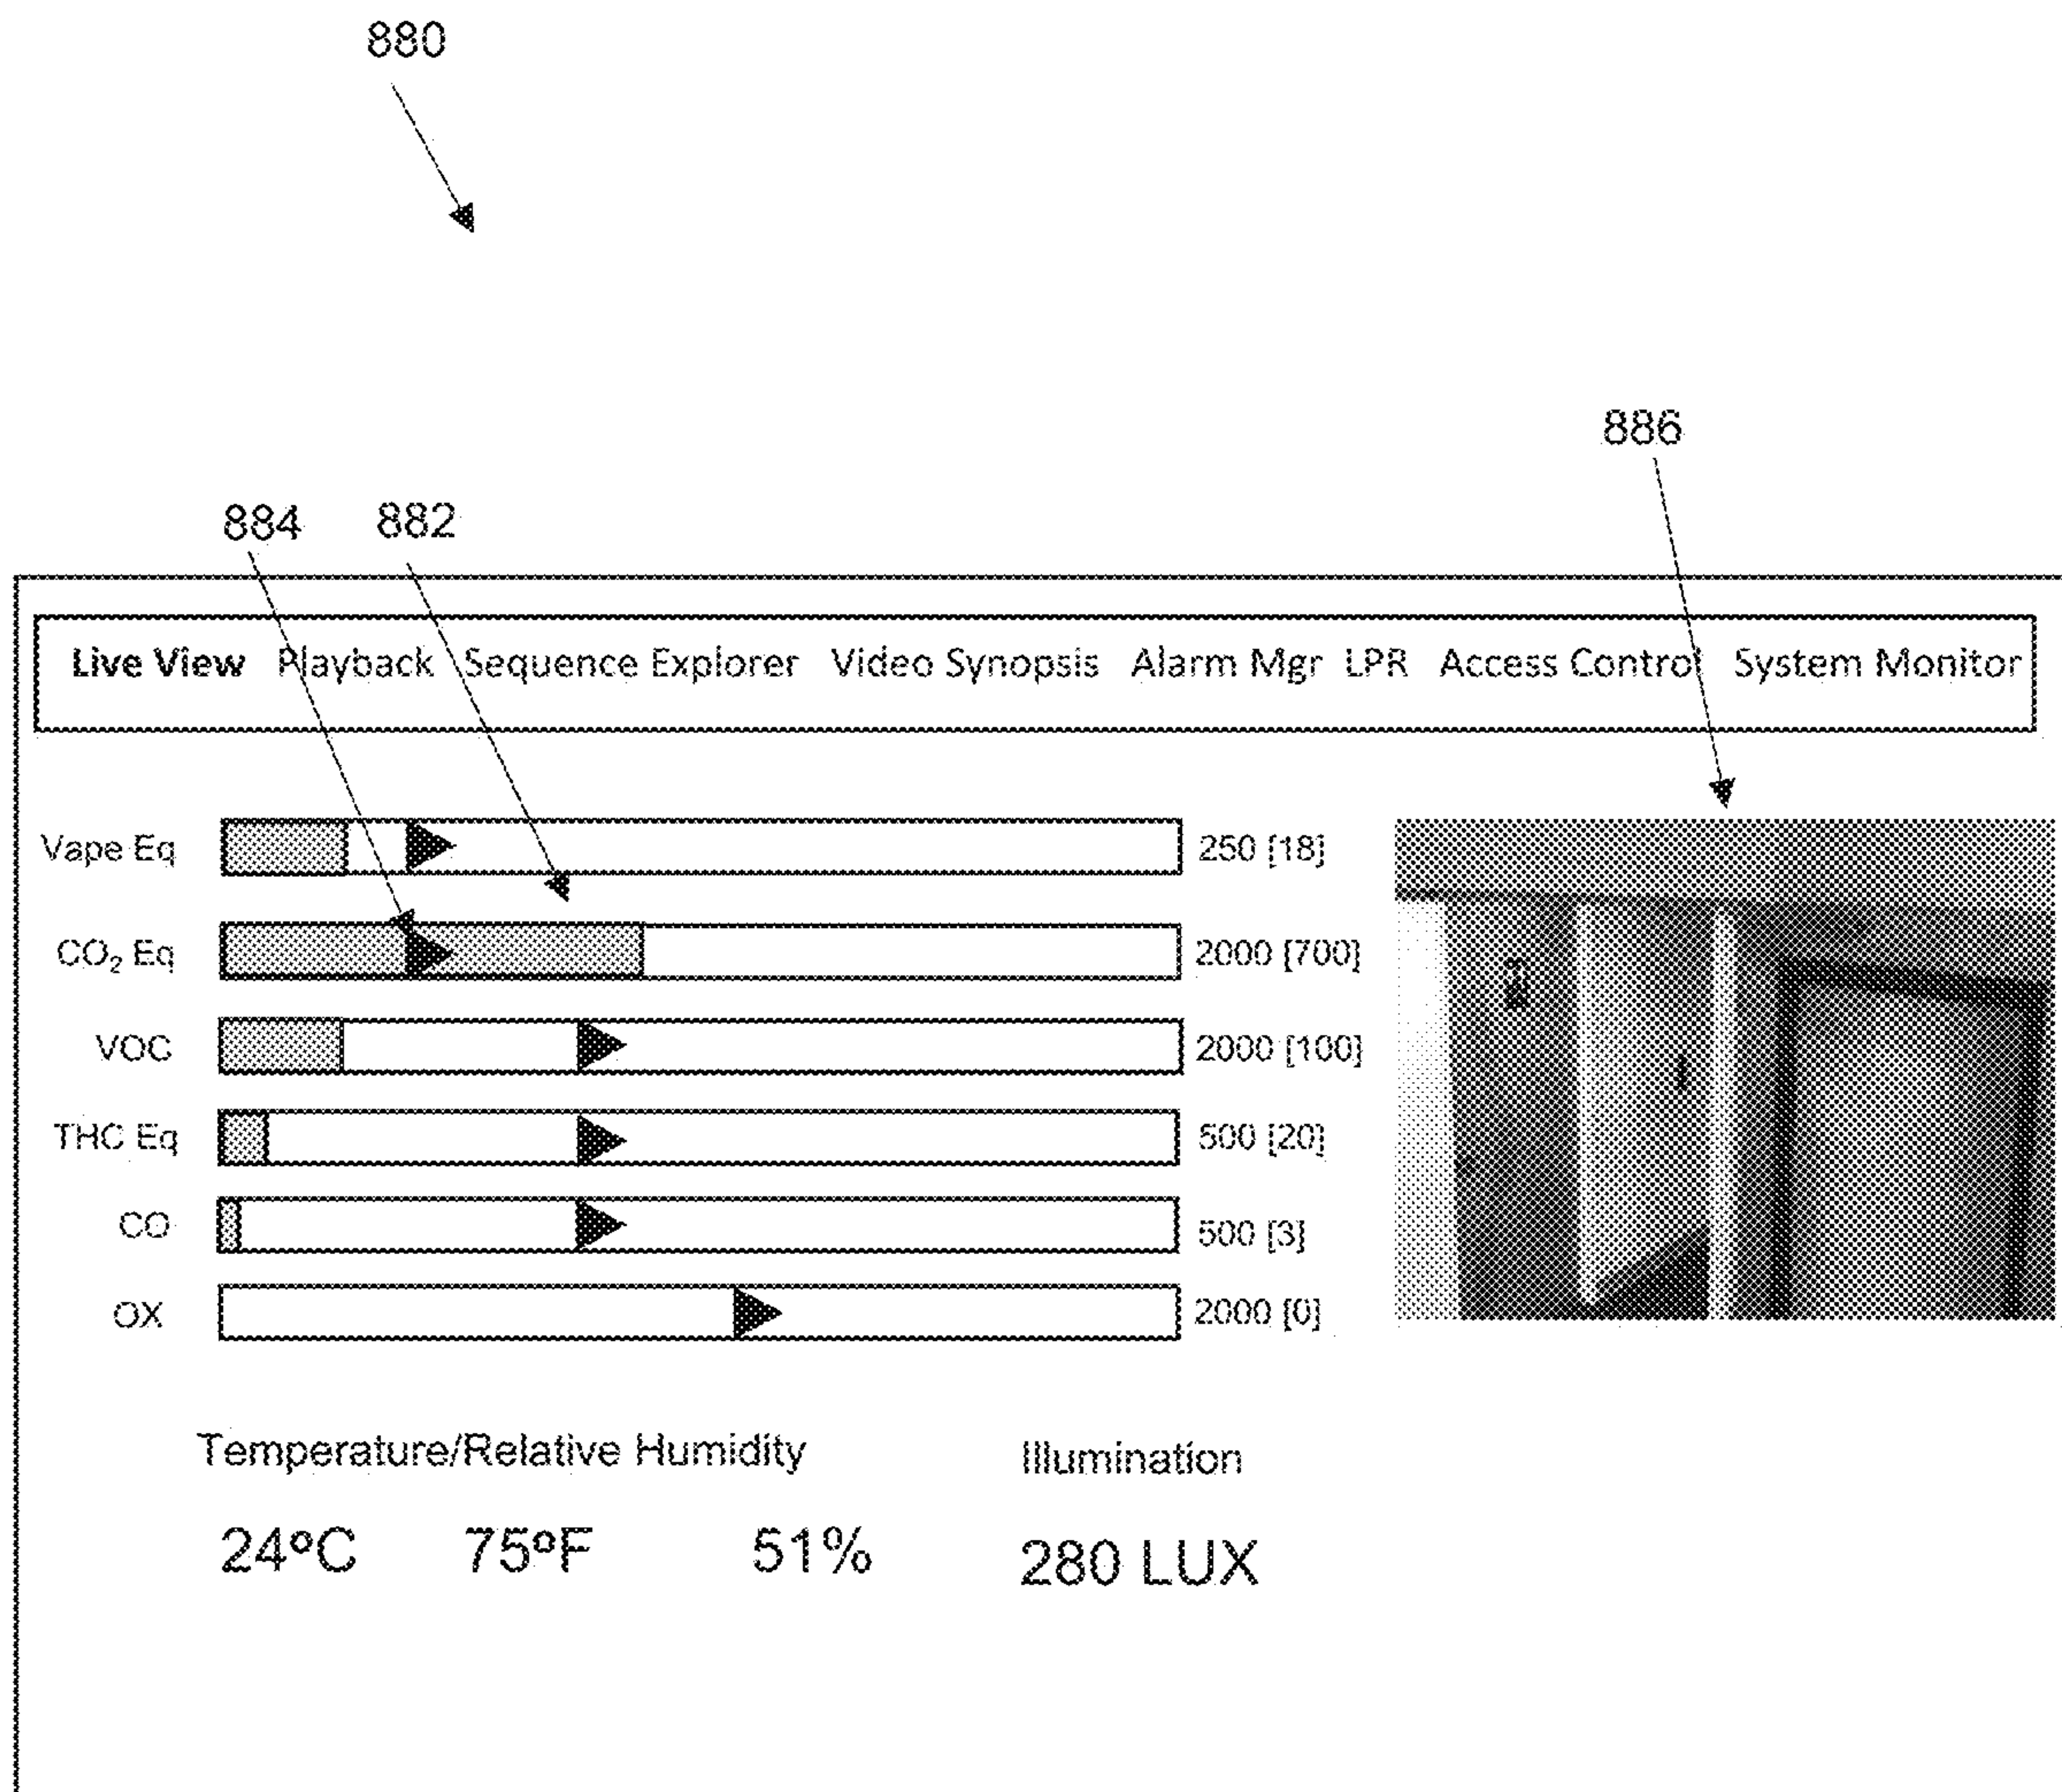 880
886
884 882
Live View Playback Sequence Explorer Video Synopsis Alarm Mgr LPR Access Control System Monitor
Vape Eq 250 [18]
CO₂ Eq 2000 [700]
VOC 2000 [100]
THC Eq 500 [20]
CO 500 [3]
OX 2000 [0]
Temperature/Relative Humidity Illumination
24ºC 75ºF 51% 280 LUX